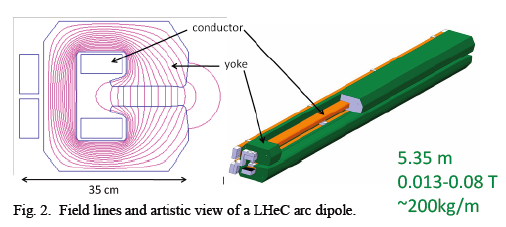 conductor
yoke
35 cm
5.35 m
0.013-0.08 T
~200kg/m
Fig. 2. Field lines and artistic view of a LHeC arc dipole.